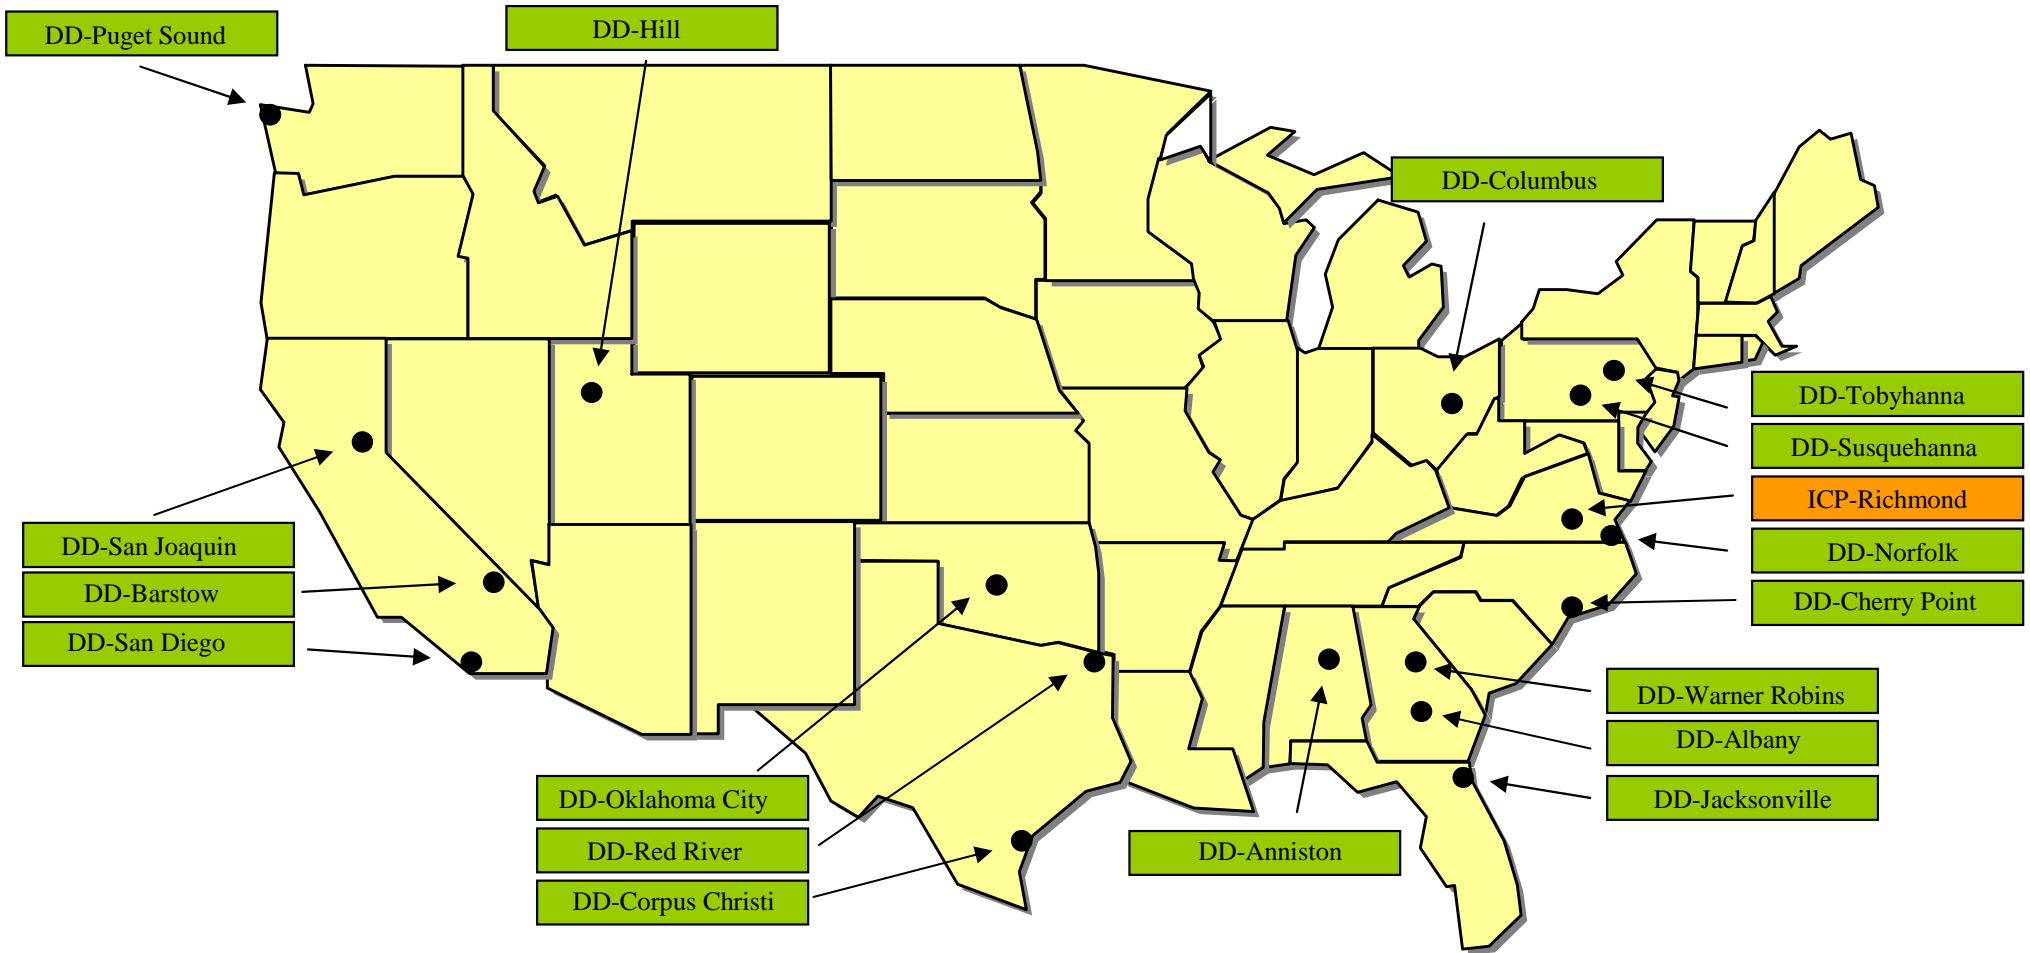 DD-Puget Sound
DD-Hill
DD-Columbus
DD-Tobyhanna
DD-Susquehanna
ICP-Richmond
DD-Norfolk
DD-Cherry Point
DD-San Joaquin
DD-Barstow
DD-San Diego
DD-Warner Robins
DD-Albany
DD-Jacksonville
DD-Oklahoma City
DD-Red River
DD-Corpus Christi
DD-Anniston